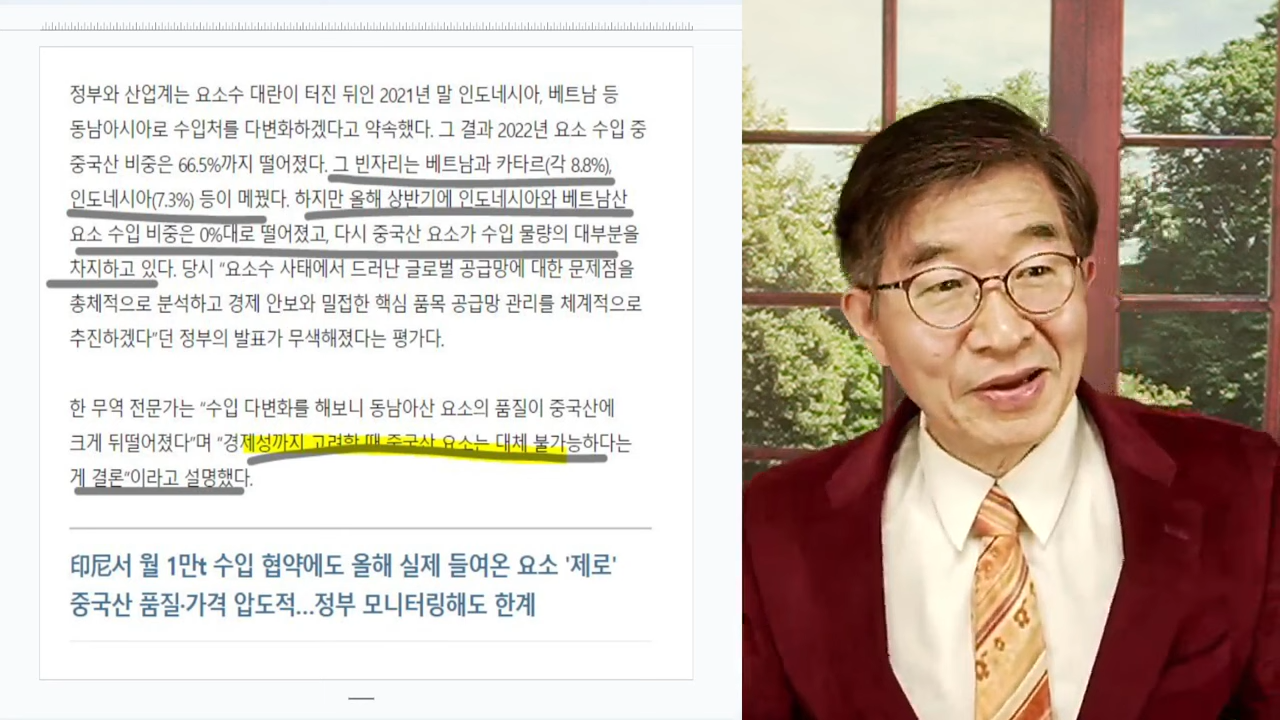 정부와 산업계는 요소수 대란이 터진 뒤인 2021년 말 인도네시아, 베트남 등
동남아시아로 수입처를 다변화하겠다고 약속했다. 그 결과 2022년 요소 수입 중
중국산 비중은 66.5%까지 떨어졌다. 그 빈자리는 베트남과 카타르(각 8.8%),
인도네시아(7.3%) 등이 메꿨다. 하지만 올해 상반기에 인도네시아와 베트남산
요소 수입 비중은 0%대로 떨어졌고, 다시 중국산 요소가 수입 물량의 대부분을
차지하고 있다. 당시 “요소수 사태에서 드러난 글로벌 공급망에 대한 문제점을
총체적으로 분석하고 경제 안보와 밀접한 핵심 품목 공급망 관리를 체계적으로
추진하겠다”던 정부의 발표가 무색해졌다는 평가다.
한 무역 전문가는 “수입 다변화를 해보니 동남아산 요소의 품질이 중국산에
크게 뒤떨어졌다”며 “경제성까지 고려할 때 중국산 요소는 대체 불가능하다는
게 결론”이라고 설명했다.
印尼서 월 1만t 수입 협약에도 올해 실제 들여온 요소 '제로'
중국산 품질·가격 압도적...정부 모니터링해도 한계